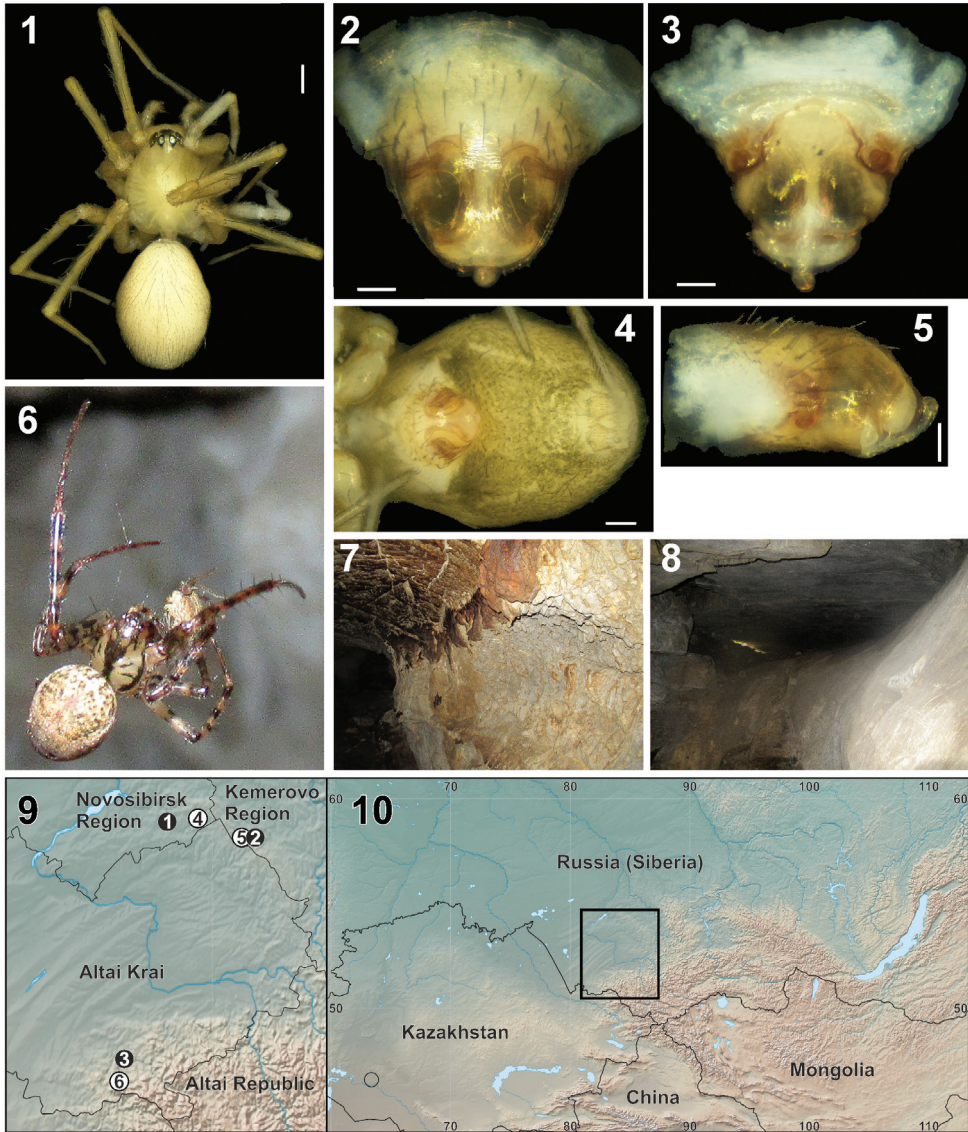 1
2
3
4
5
6
7
8
9
Novosibirsk
Region
Kemerovo
Region
1
4
5 2
Altai Krai
3
6
Altai Republic
10
60
70
80
90
100
110
60
Russia (Siberia)
50
50
Kazakhstan
Mongolia
China
70
80
90
100
110